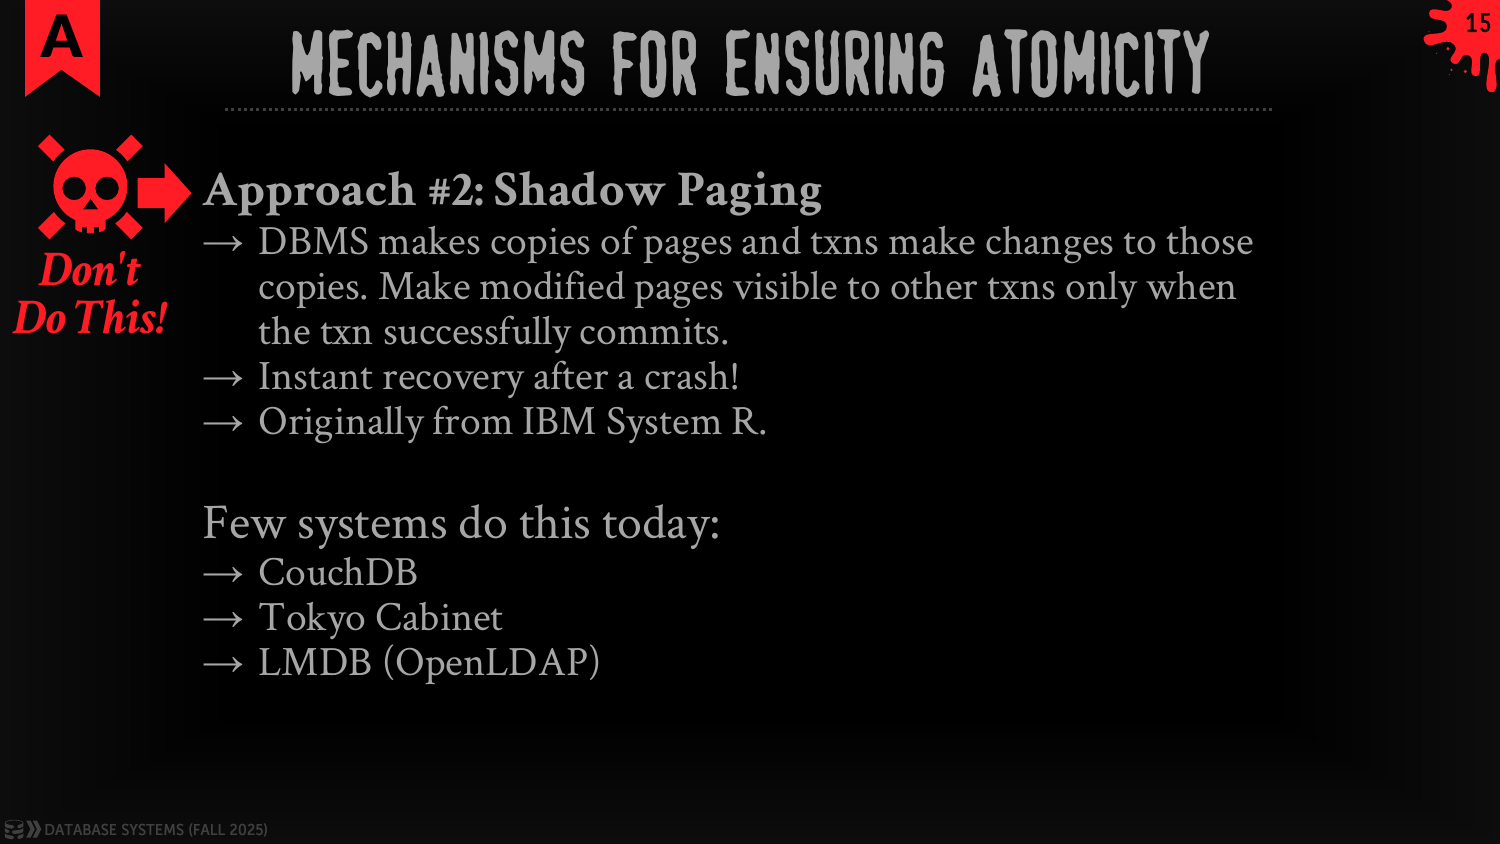 A
MECHANISMS FOR ENSURING ATOMICITY
15
Don't
Do This!
Approach #2: Shadow Paging
→ DBMS makes copies of pages and txns make changes to those
copies. Make modified pages visible to other txns only when
the txn successfully commits.
→ Instant recovery after a crash!
→ Originally from IBM System R.
Few systems do this today:
→ CouchDB
→ Tokyo Cabinet
→ LMDB (OpenLDAP)
DATABASE SYSTEMS (FALL 2025)